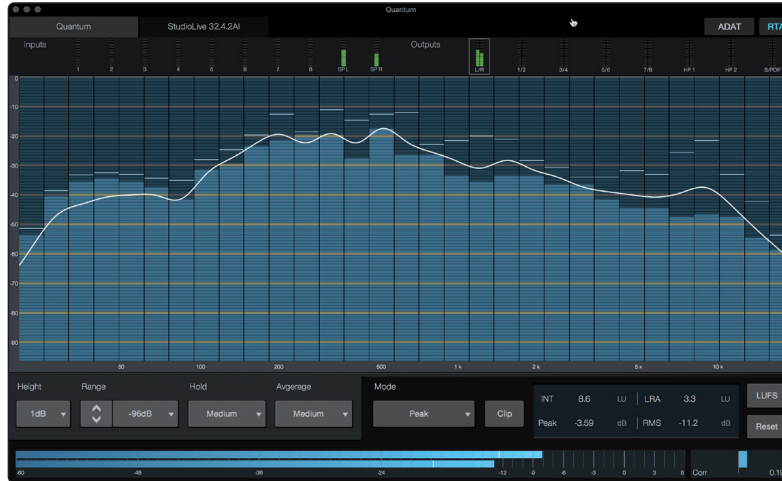 Quantum
Quantum StudioLive 32.4.2AI ADAT RTA
Inputs Outputs
1 2 3 4 5 6 7 8 SP L SP R L/R 1/2 3/4 5/6 7/8 HP 1 HP 2 S/PDIF
0
-10
-20
-30
-40
-50
-60
-70
-80
-90
50 100 200 500 1 k 2 k 5 k 10 k
Height Range Hold Avgerage Mode
1dB -96dB Medium Medium Peak Clip
INT 8.6 LU LRA 3.3 LU LUFS
Peak -3.59 dB RMS -11.2 dB Reset
-60 -48 -36 -24 -12 -9 -6 -3 0 3 6 Corr 0.19